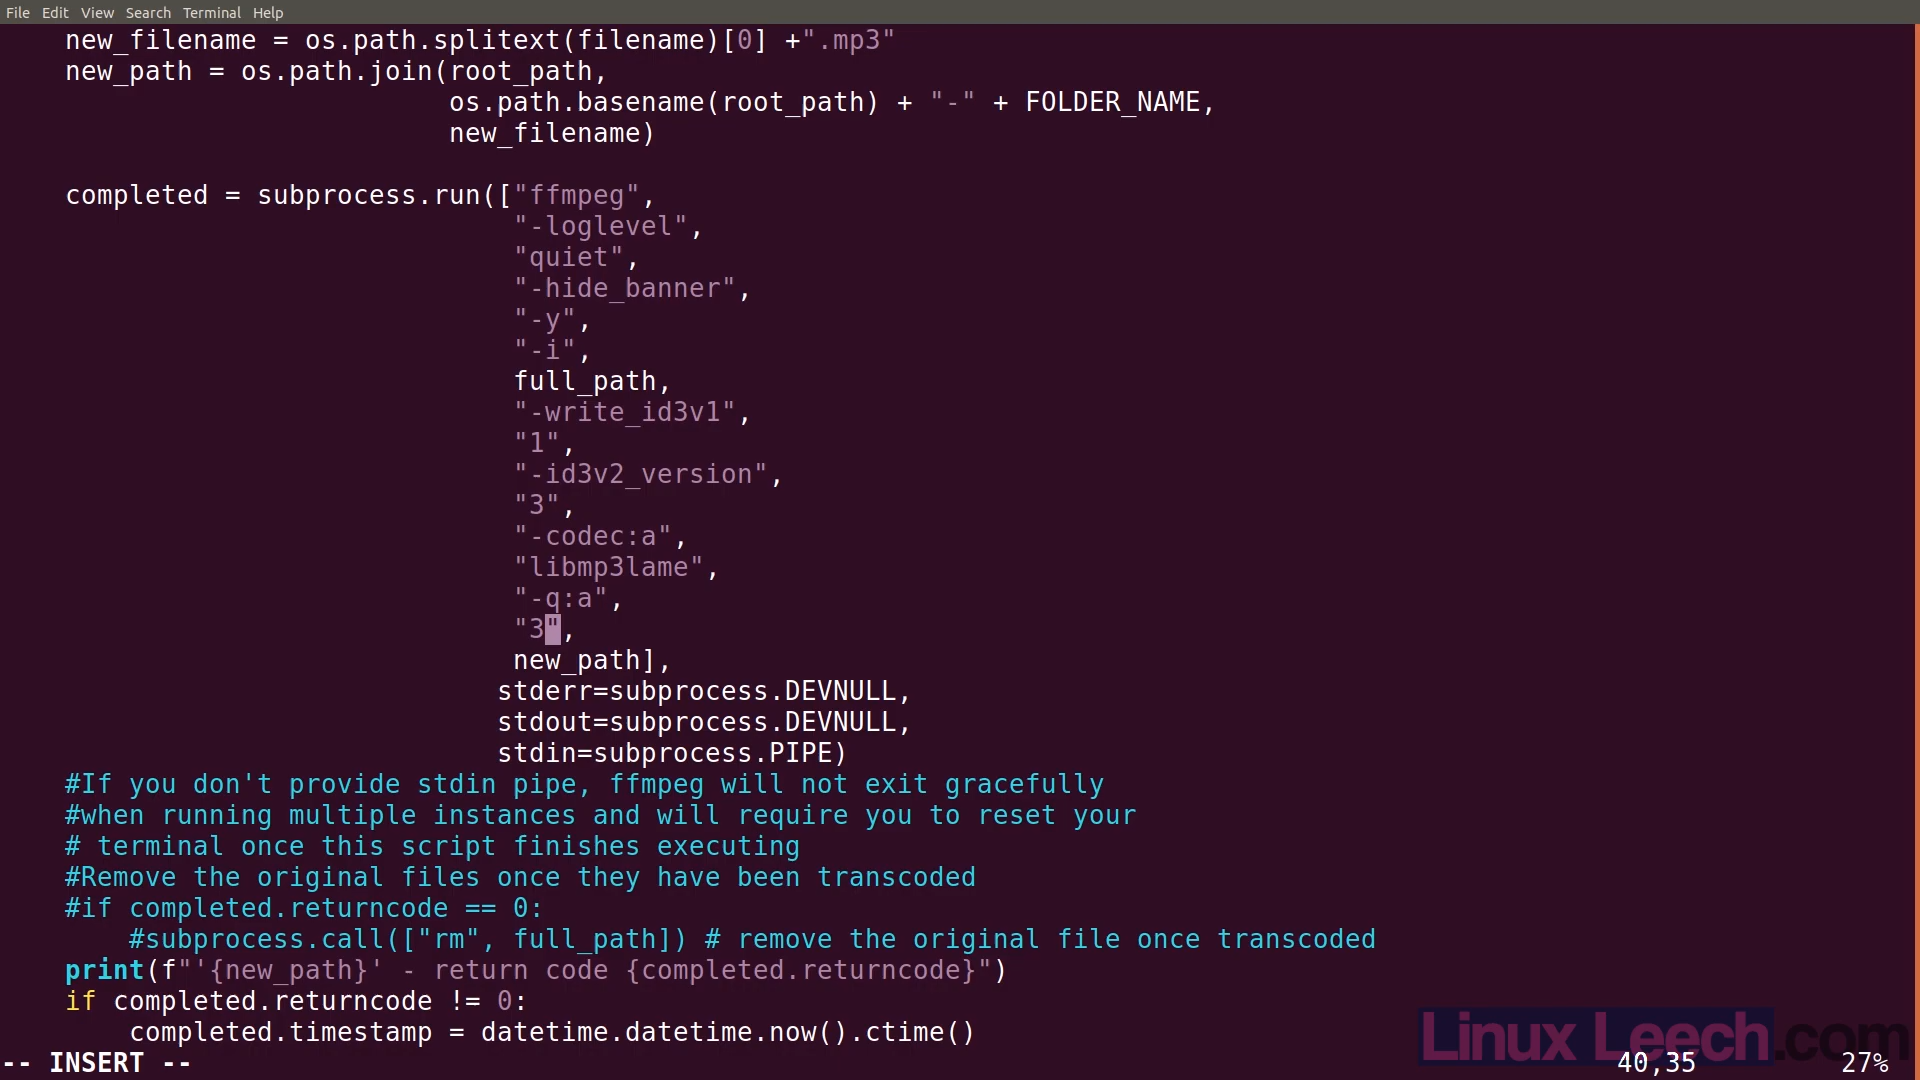 File Edit View Search Terminal Help
new_filename = os.path.splitext(filename)[0] +".mp3"
new_path = os.path.join(root_path,
os.path.basename(root_path) + "-" + FOLDER_NAME,
new_filename)
completed = subprocess.run(["ffmpeg",
"-loglevel",
"quiet",
"-hide_banner",
"-y",
"-i",
full_path,
"-write_id3v1",
"1",
"-id3v2_version",
"3",
"-codec:a",
"libmp3lame",
"-q:a",
"3",
new_path],
stderr=subprocess.DEVNULL,
stdout=subprocess.DEVNULL,
stdin=subprocess.PIPE)
#If you don't provide stdin pipe, ffmpeg will not exit gracefully
#when running multiple instances and will require you to reset your
# terminal once this script finishes executing
#Remove the original files once they have been transcoded
#if completed.returncode == 0:
#subprocess.call(["rm", full_path]) # remove the original file once transcoded
print(f"'{new_path}' - return code {completed.returncode}")
if completed.returncode != 0:
completed.timestamp = datetime.datetime.now().ctime()
Linux Leech.com
-- INSERT -- 40,35 27%